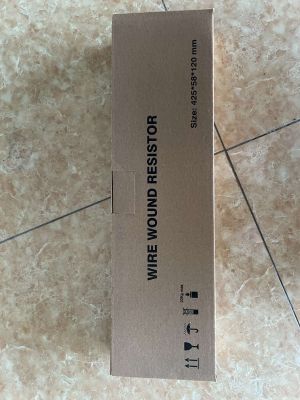 WIRE WOUND RESISTOR
Size: 425*58*120 mm